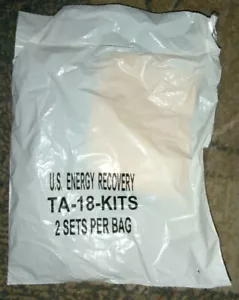 U.S. ENERGY RECOVERY
TA-18-KITS
2 SETS PER BAG